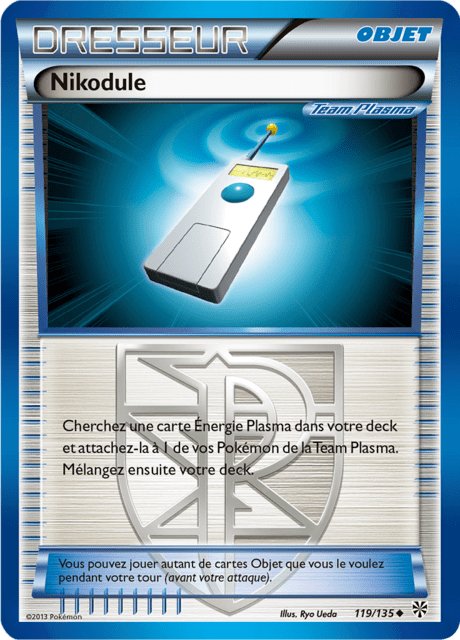 DRESSEUR
OBJET
Nikodule
Team Plasma
Cherchez une carte Énergie Plasma dans votre deck
et attachez-la à 1 de vos Pokémon de la Team Plasma.
Mélangez ensuite votre deck.
Vous pouvez jouer autant de cartes Objet que vous le voulez
pendant votre tour (avant votre attaque).
©2013 Pokémon
Illus. Ryo Ueda
119/135